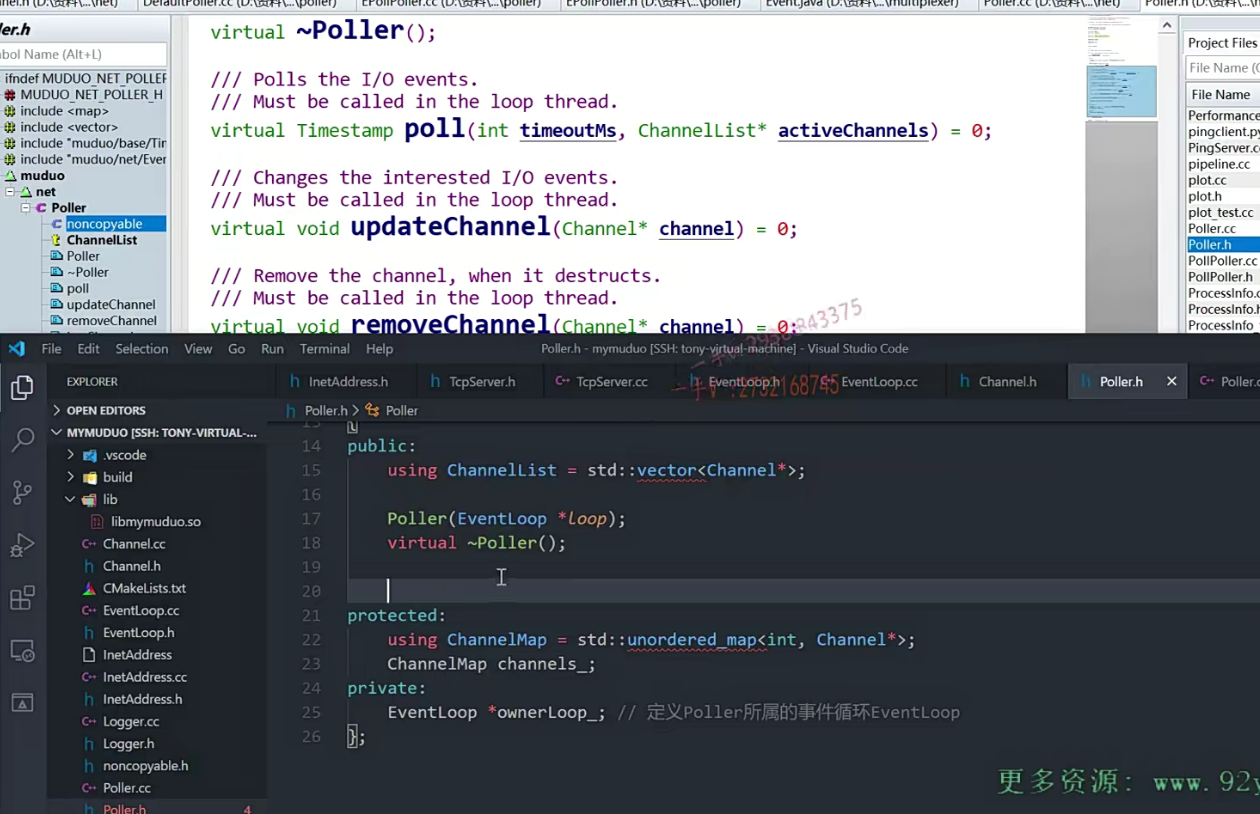 DefaultPoller.cc (D:\资料\...\poller)
EPollPoller.cc (D:\资料\...\poller)
EPollPoller.h (D:\资料\...\poller)
Event.java (D:\资料\...\multiplexer)
Poller.cc (D:\资料\...\net)
ller.h
bol Name (Alt+L)
ifndef MUDUO_NET_POLLER
MUDUO_NET_POLLER_H
include <map>
include <vector>
include "muduo/base/Tim
include "muduo/net/Even
muduo
net
Poller
noncopyable
ChannelList
Poller
~Poller
poll
updateChannel
removeChannel
virtual ~Poller();
/// Polls the I/O events.
/// Must be called in the loop thread.
virtual Timestamp poll(int timeoutMs, ChannelList* activeChannels) = 0;
/// Changes the interested I/O events.
/// Must be called in the loop thread.
virtual void updateChannel(Channel* channel) = 0;
/// Remove the channel, when it destructs.
/// Must be called in the loop thread.
virtual void removeChannel(Channel* channel) = 0;
Project Files
File Name (
File Name
Performance
pingclient.py
PingServer.cc
pipeline.cc
plot.cc
plot.h
plot_test.cc
Poller.cc
Poller.h
PollPoller.cc
PollPoller.h
ProcessInfo.c
ProcessInfo.h
ProcessInfo
File Edit Selection View Go Run Terminal Help
Poller.h - mymuduo [SSH: tony-virtual-machine] - Visual Studio Code
EXPLORER
InetAddress.h
TcpServer.h
TcpServer.cc
EventLoop.h
EventLoop.cc
Channel.h
Poller.h
一手V:2732168745
Poller.h > Poller
OPEN EDITORS
MYMUDUO [SSH: TONY-VIRTUAL-...
.vscode
build
lib
libmymuduo.so
Channel.cc
Channel.h
CMakeLists.txt
EventLoop.cc
EventLoop.h
InetAddress
InetAddress.cc
InetAddress.h
Logger.cc
Logger.h
noncopyable.h
Poller.cc
Poller.h 4
13 {
14 public:
15 using ChannelList = std::vector<Channel*>;
16
17 Poller(EventLoop *loop);
18 virtual ~Poller();
19
20
21 protected:
22 using ChannelMap = std::unordered_map<int, Channel*>;
23 ChannelMap channels_;
24 private:
25 EventLoop *ownerLoop_; // 定义Poller所属的事件循环EventLoop
26 };
更多资源: www.92y